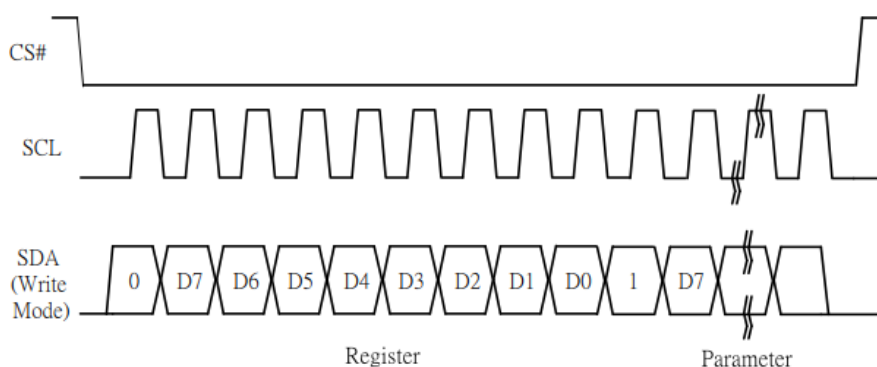 CS#
SCL
SDA
(Write
Mode)
0 D7 D6 D5 D4 D3 D2 D1 D0 1 D7
Register Parameter